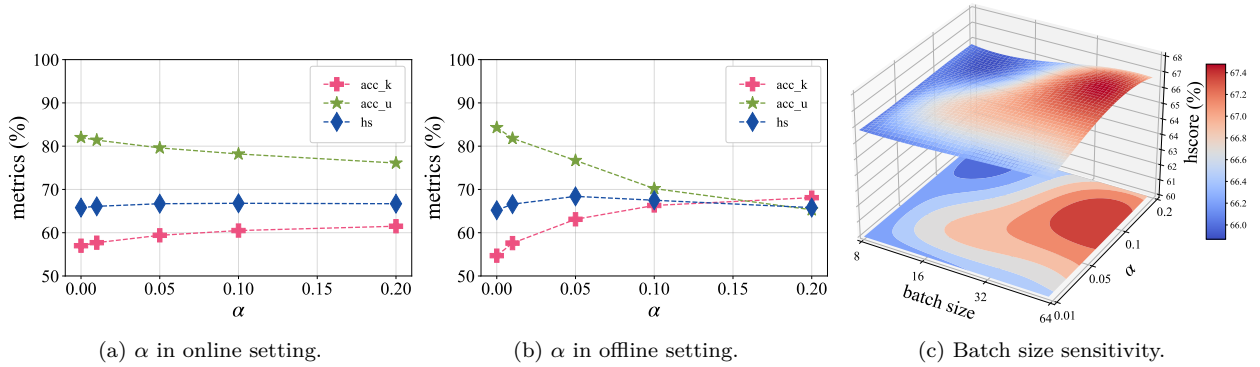 100
90
80
70
60
50
metrics (%)
0.00 0.05 0.10 0.15 0.20
α
acc_k
acc_u
hs
(a) α in online setting.
100
90
80
70
60
50
metrics (%)
0.00 0.05 0.10 0.15 0.20
α
acc_k
acc_u
hs
(b) α in offline setting.
68
67
66
65
64
63
62
61
60
hscore (%)
8
16
32
64
batch size
0.01
0.05
0.1
0.2
α
67.4
67.2
67.0
66.8
66.6
66.4
66.2
66.0
(c) Batch size sensitivity.